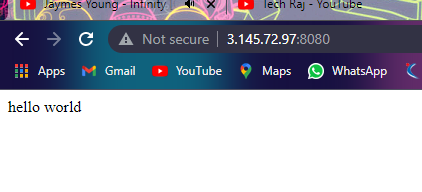 Jaymes Young - Infinity
Tech Raj - YouTube
Not secure | 3.145.72.97:8080
Apps Gmail YouTube Maps WhatsApp
hello world